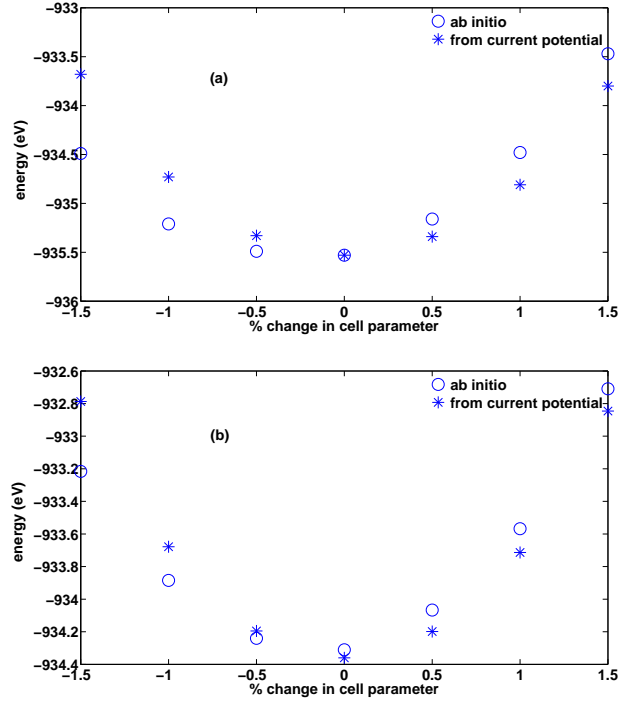 −933
ab initio
−933.5
from current potential
(a)
−934
energy (eV)
−934.5
−935
−935.5
−936
−1.5 −1 −0.5 0 0.5 1 1.5
% change in cell parameter
−932.6
ab initio
−932.8
from current potential
−933
(b)
−933.2
−933.4
energy (eV)
−933.6
−933.8
−934
−934.2
−934.4
−1.5 −1 −0.5 0 0.5 1 1.5
% change in cell parameter